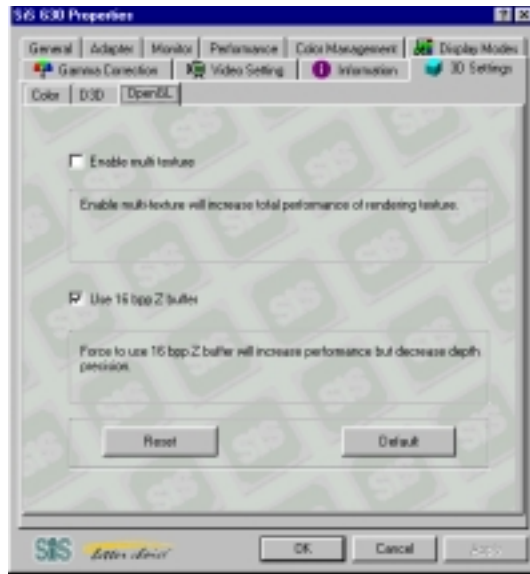 SiS 630 Properties
General Adapter Monitor Performance Color Management Display Modes
Gamma Correction Video Setting Information 3D Settings
Color D3D OpenGL
Enable multi texture
Enable multi-texture will increase total performance of rendering texture.
Use 16 bpp Z buffer
Force to use 16 bpp Z buffer will increase performance but decrease depth
precision.
Reset Default
SiS OK Cancel Apply